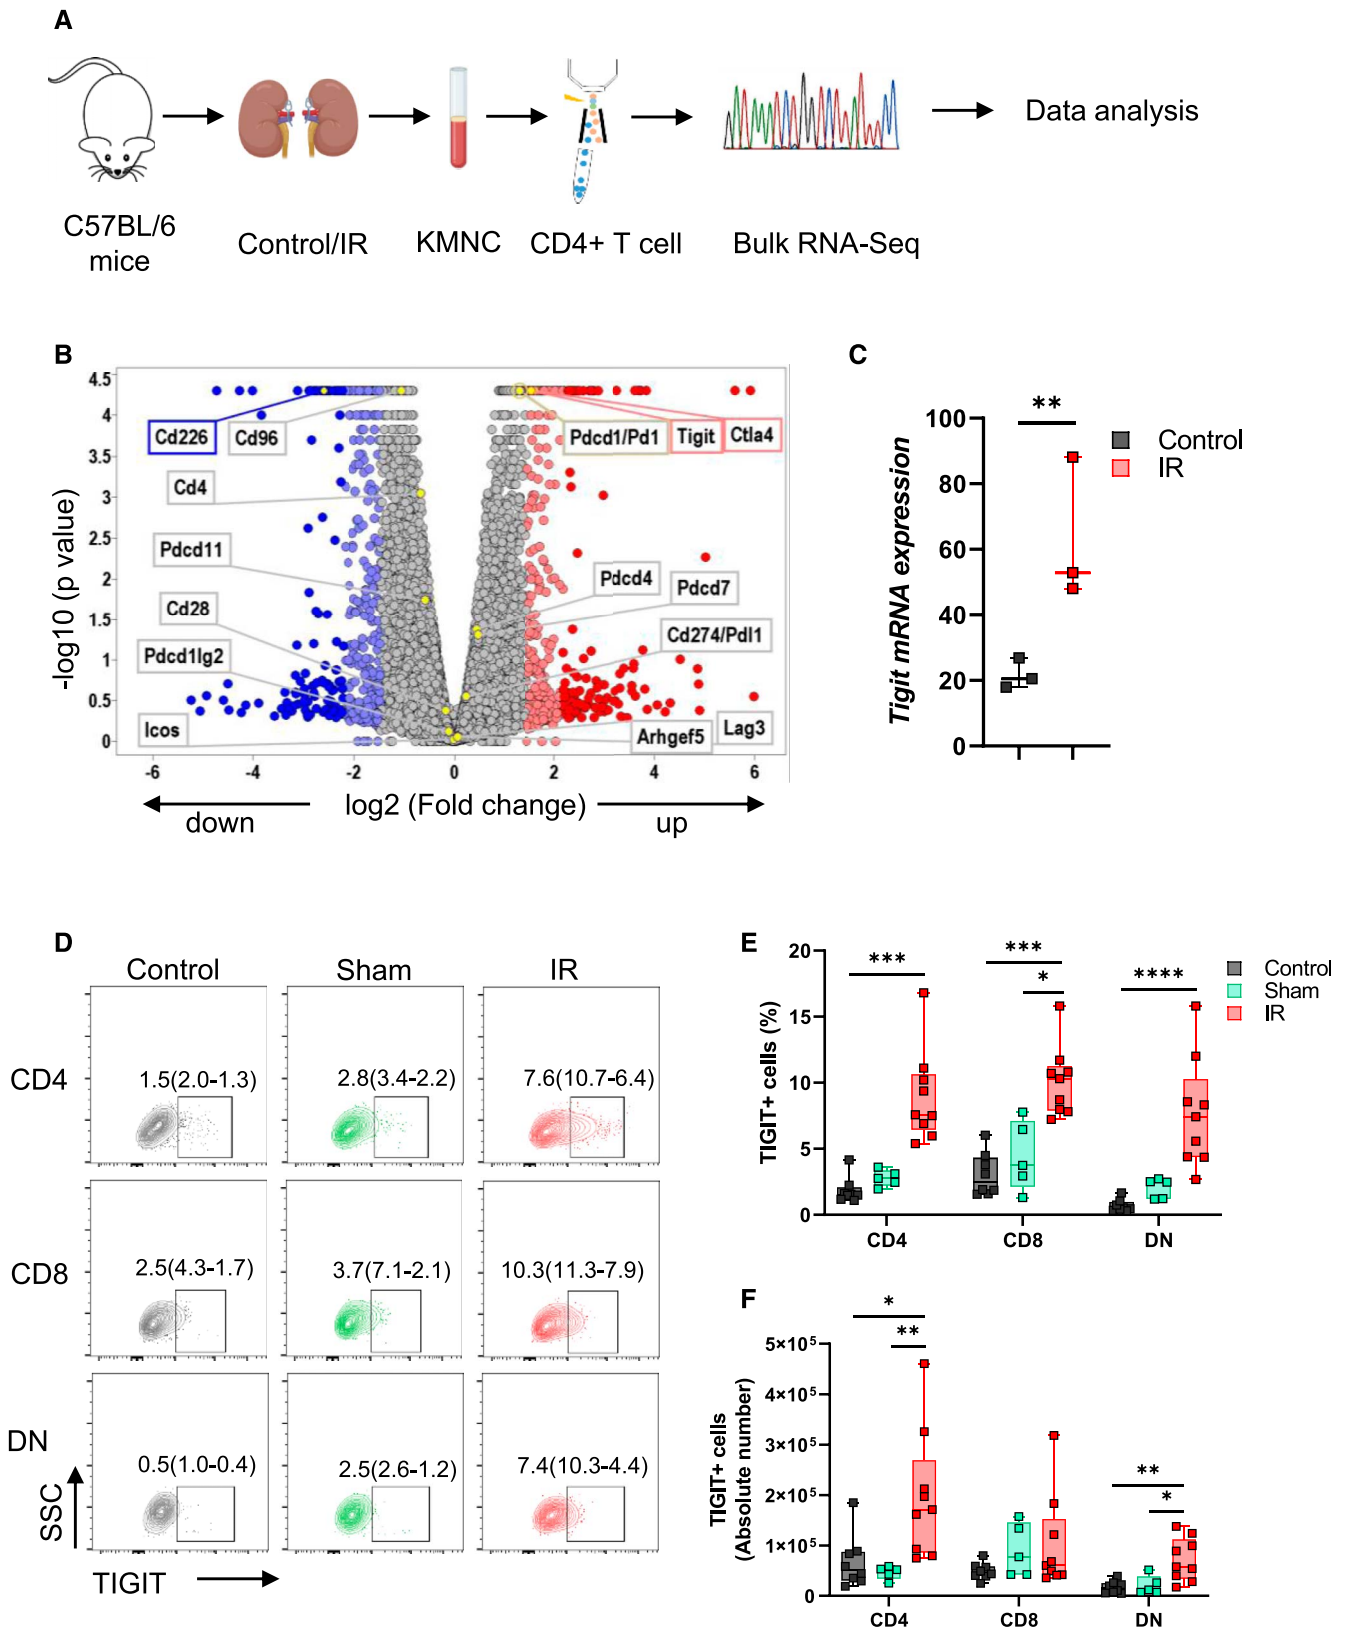 A
C57BL/6
mice
Control/IR
KMNC
CD4+ T cell
Bulk RNA-Seq
Data analysis
B
-log10 (p value)
4.5
4
3.5
3
2.5
2
1.5
1
0.5
0
Cd226
Cd96
Pdcd1/Pd1
Tigit
Ctla4
Cd4
Pdcd11
Cd28
Pdcd1lg2
Icos
Pdcd4
Pdcd7
Cd274/Pdl1
Arhgef5
Lag3
-6
-4
-2
0
2
4
6
down
log2 (Fold change)
up
C
Tigit mRNA expression
100
80
60
40
20
0
**
Control
IR
D
Control
Sham
IR
CD4
1.5(2.0-1.3)
2.8(3.4-2.2)
7.6(10.7-6.4)
CD8
2.5(4.3-1.7)
3.7(7.1-2.1)
10.3(11.3-7.9)
DN
0.5(1.0-0.4)
2.5(2.6-1.2)
7.4(10.3-4.4)
SSC
TIGIT
E
TIGIT+ cells (%)
20
15
10
5
0
***
***
*
****
CD4
CD8
DN
Control
Sham
IR
F
TIGIT+ cells
(Absolute number)
5×10⁵
4×10⁵
3×10⁵
2×10⁵
1×10⁵
0
*
**
**
*
CD4
CD8
DN